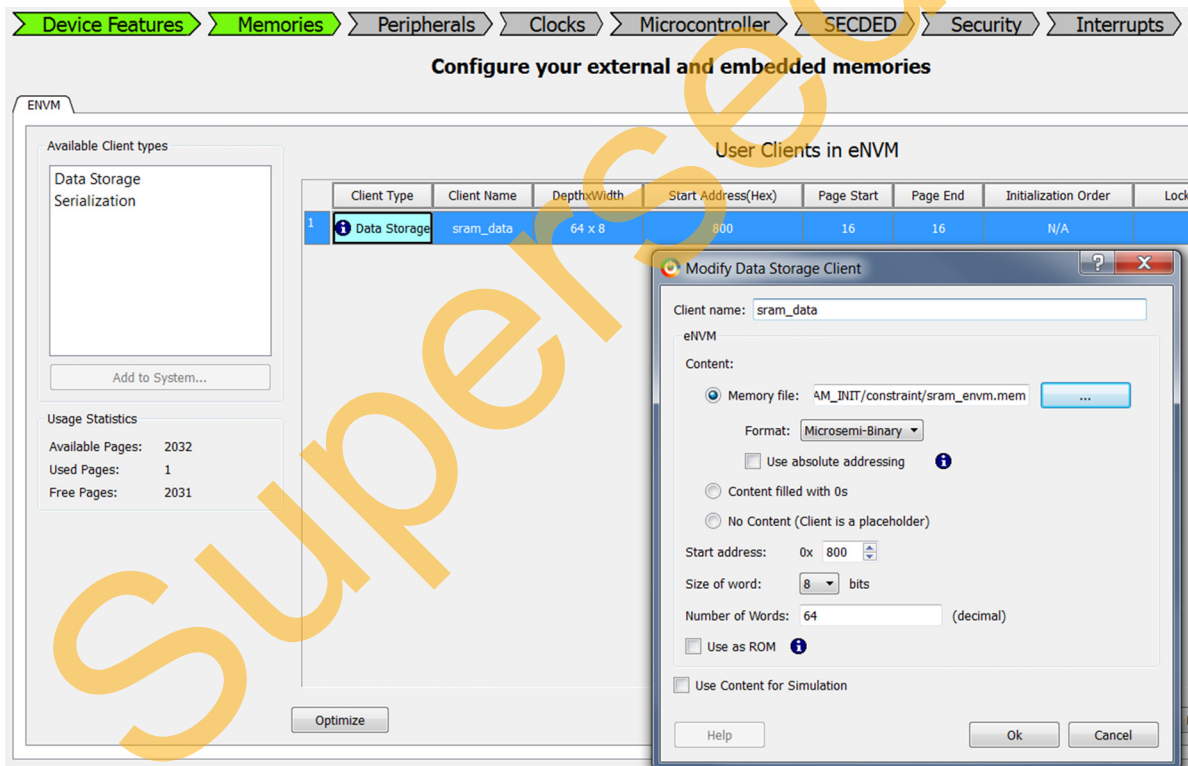 Device Features Memories Peripherals Clocks Microcontroller SECDED Security Interrupts
Configure your external and embedded memories
ENVM
Available Client types
Data Storage
Serialization
Add to System...
Usage Statistics
Available Pages: 2032
Used Pages: 1
Free Pages: 2031
User Clients in eNVM
Client Type Client Name DepthxWidth Start Address(Hex) Page Start Page End Initialization Order Lock
1 Data Storage sram_data 64 x 8 800 16 16 N/A
Optimize
Modify Data Storage Client
Client name: sram_data
eNVM
Content:
Memory file: AM_INIT/constraint/sram_envm.mem ...
Format: Microsemi-Binary
Use absolute addressing
Content filled with 0s
No Content (Client is a placeholder)
Start address: 0x 800
Size of word: 8 bits
Number of Words: 64 (decimal)
Use as ROM
Use Content for Simulation
Help Ok Cancel
Supersed